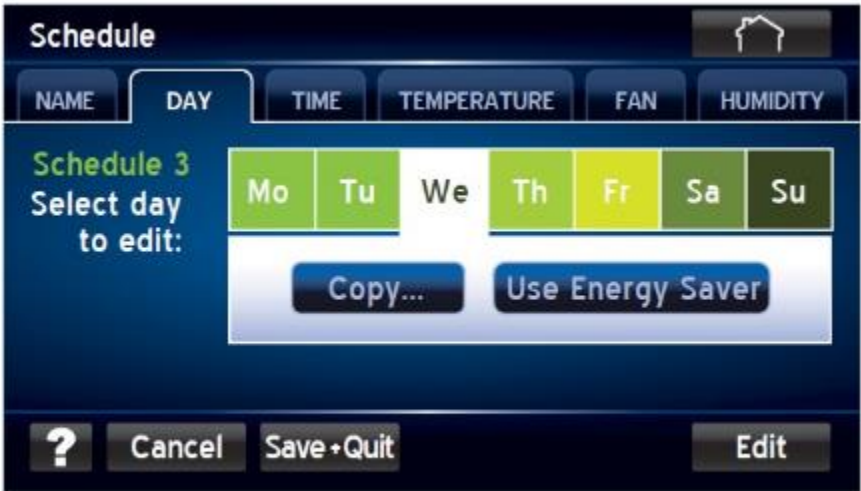 Schedule
NAME DAY TIME TEMPERATURE FAN HUMIDITY
Schedule 3
Select day
to edit:
Mo Tu We Th Fr Sa Su
Copy... Use Energy Saver
? Cancel Save+Quit Edit